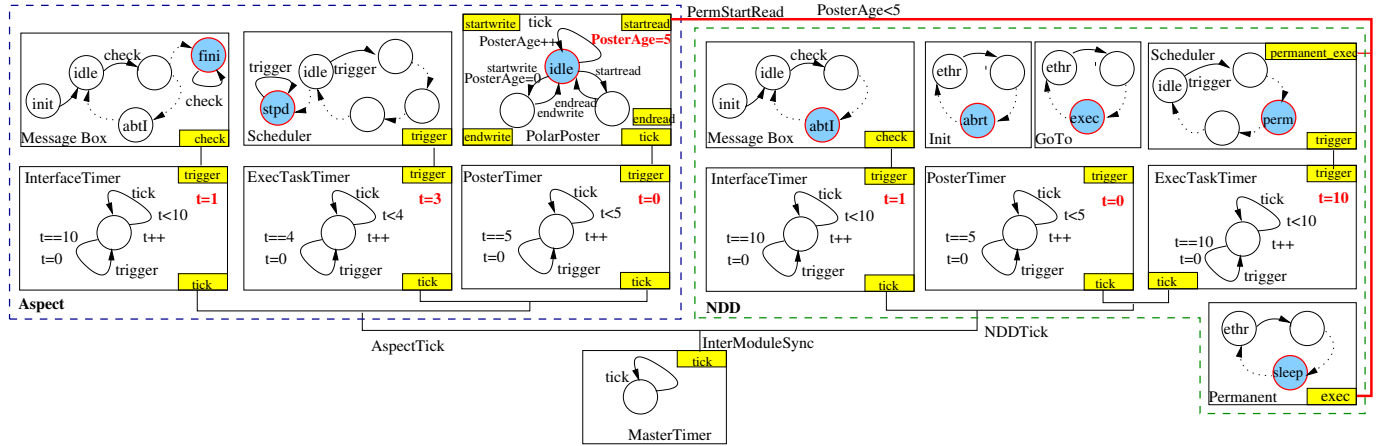 PermStartRead PosterAge<5
startwrite tick startread
PosterAge++ PosterAge=5
startwrite idle startread
PosterAge=0
endread
endwrite
endread
endwrite PolarPoster tick
check fini
idle
check
init
abtI
Message Box check
trigger idle
trigger
stpd
Scheduler trigger
check
idle
init
abtI
Message Box check
ethr
abrt
Init
ethr
exec
GoTo
Scheduler permanent_exec
trigger
idle
perm
trigger
InterfaceTimer trigger
t=1
tick
t<10
t==10 t++
t=0
trigger
tick
ExecTaskTimer trigger
t=3
tick
t<4
t==4 t++
t=0
trigger
tick
PosterTimer trigger
t=0
tick
t<5
t==5 t++
t=0
trigger
tick
Aspect
InterfaceTimer trigger
t=1
tick
t<10
t==10 t++
t=0
trigger
tick
PosterTimer trigger
t=0
tick
t<5
t==5 t++
t=0
trigger
tick
ExecTaskTimer trigger
t=10
tick
t<10
t==10 t++
t=0
trigger
tick
NDD
ethr
sleep
Permanent exec
AspectTick InterModuleSync NDDTick
tick
tick
MasterTimer